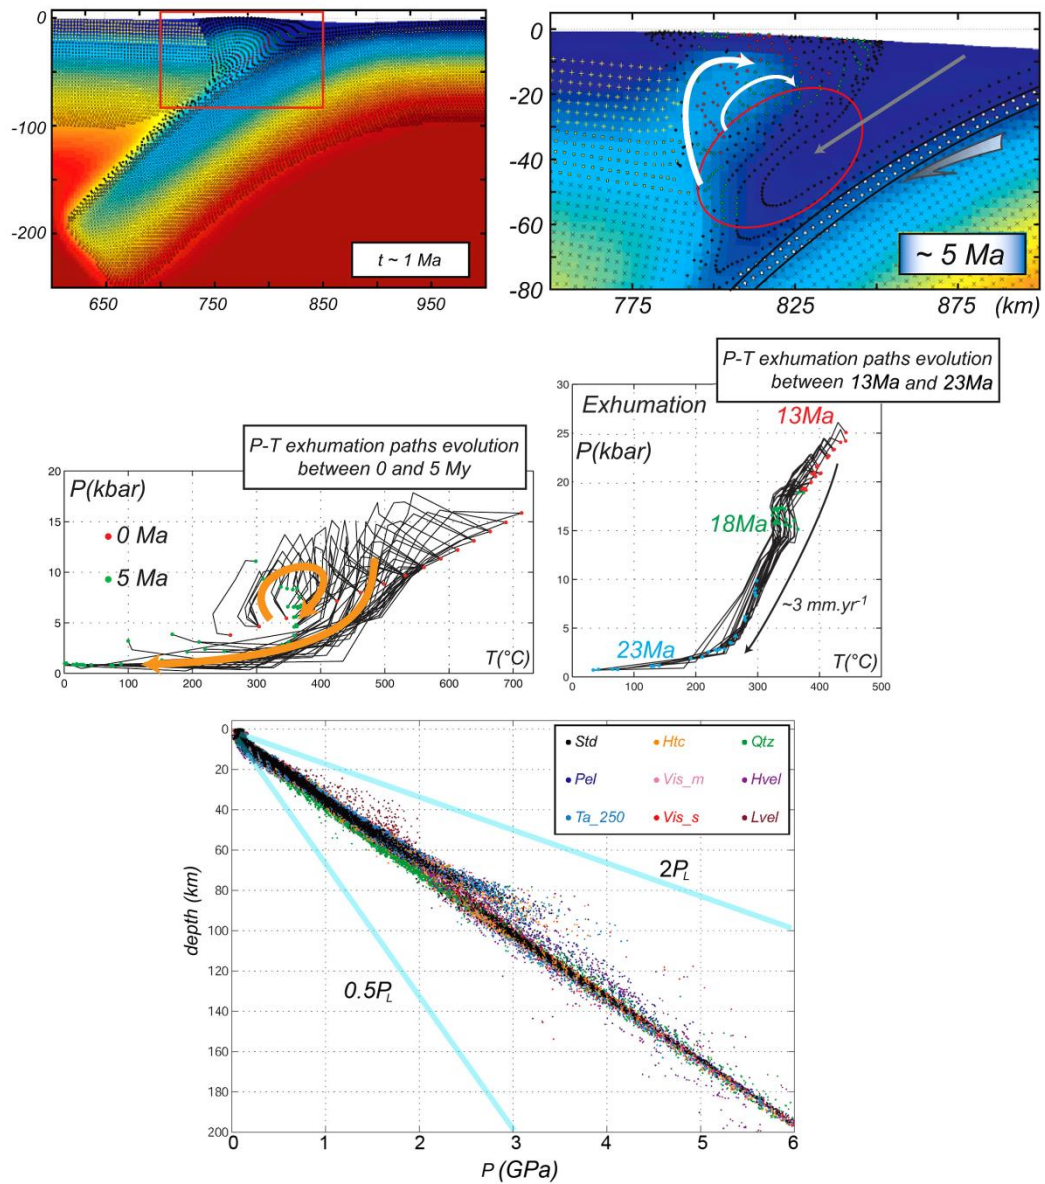 0
-100
-200
t ~ 1 Ma
650
750
850
950
0
-20
-40
-60
-80
~ 5 Ma
775
825
875
(km)
P-T exhumation paths evolution
between 0 and 5 My
P(kbar)
0 Ma
5 Ma
20
15
10
5
0
T(°C)
0
100
200
300
400
500
600
700
P-T exhumation paths evolution
between 13Ma and 23Ma
Exhumation
P(kbar)
13Ma
18Ma
23Ma
~3 mm.yr-1
30
25
20
15
10
5
0
T(°C)
0
100
200
300
400
500
Std
Htc
Qtz
Pel
Vis_m
Hvel
Ta_250
Vis_s
Lvel
2PL
0.5PL
depth (km)
0
20
40
60
80
100
120
140
160
180
200
0
1
2
3
4
5
6
P (GPa)